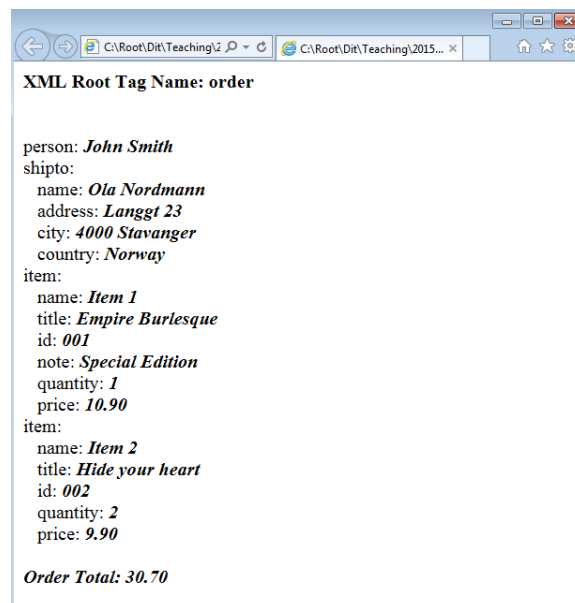 C:\Root\Dit\Teaching\2
C:\Root\Dit\Teaching\2015...
XML Root Tag Name: order
person: John Smith
shipto:
name: Ola Nordmann
address: Langgt 23
city: 4000 Stavanger
country: Norway
item:
name: Item 1
title: Empire Burlesque
id: 001
note: Special Edition
quantity: 1
price: 10.90
item:
name: Item 2
title: Hide your heart
id: 002
quantity: 2
price: 9.90
Order Total: 30.70